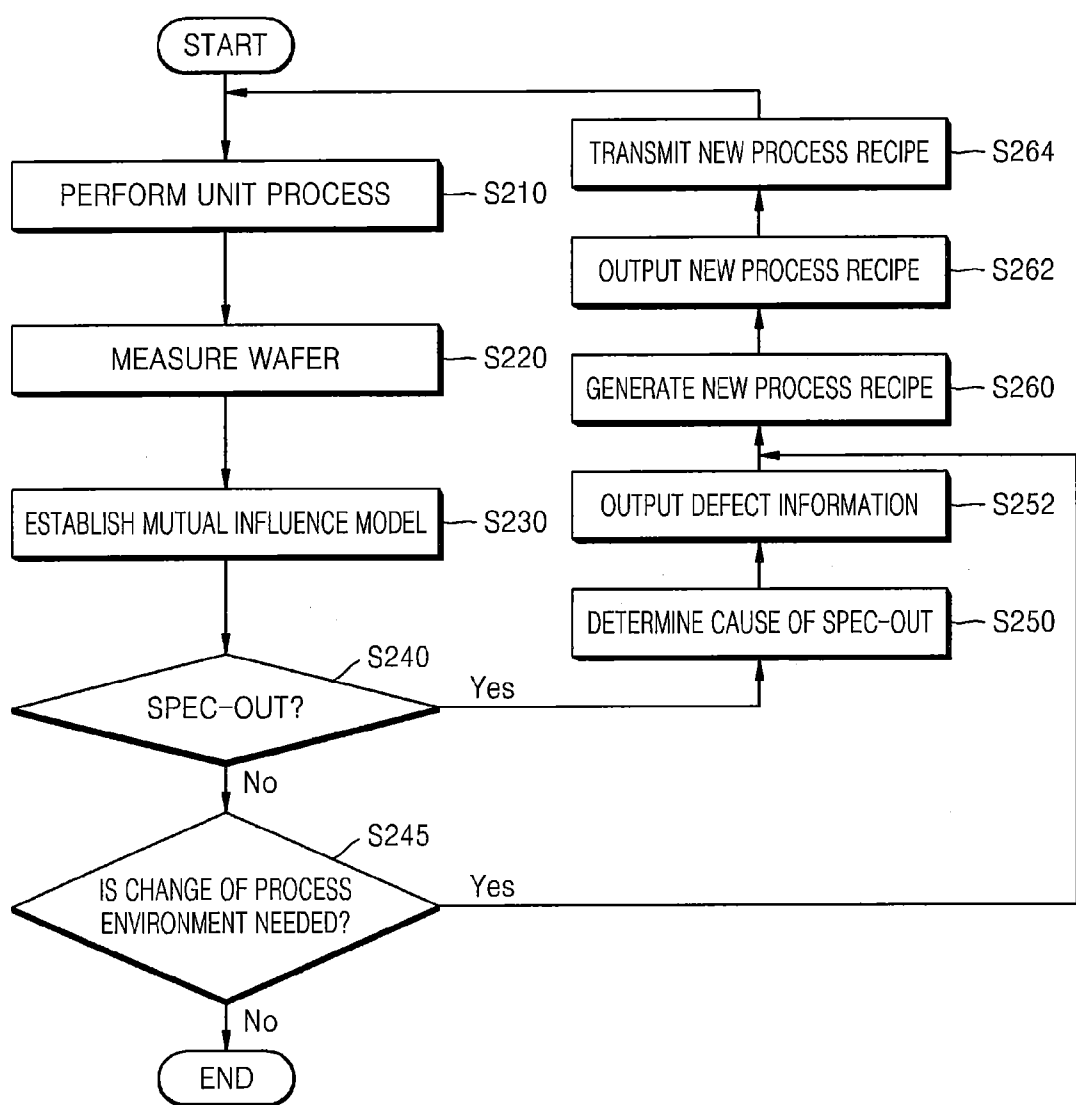 START
PERFORM UNIT PROCESS
S210
MEASURE WAFER
S220
ESTABLISH MUTUAL INFLUENCE MODEL
S230
SPEC-OUT?
S240
Yes
No
IS CHANGE OF PROCESS
ENVIRONMENT NEEDED?
S245
Yes
No
END
TRANSMIT NEW PROCESS RECIPE
S264
OUTPUT NEW PROCESS RECIPE
S262
GENERATE NEW PROCESS RECIPE
S260
OUTPUT DEFECT INFORMATION
S252
DETERMINE CAUSE OF SPEC-OUT
S250